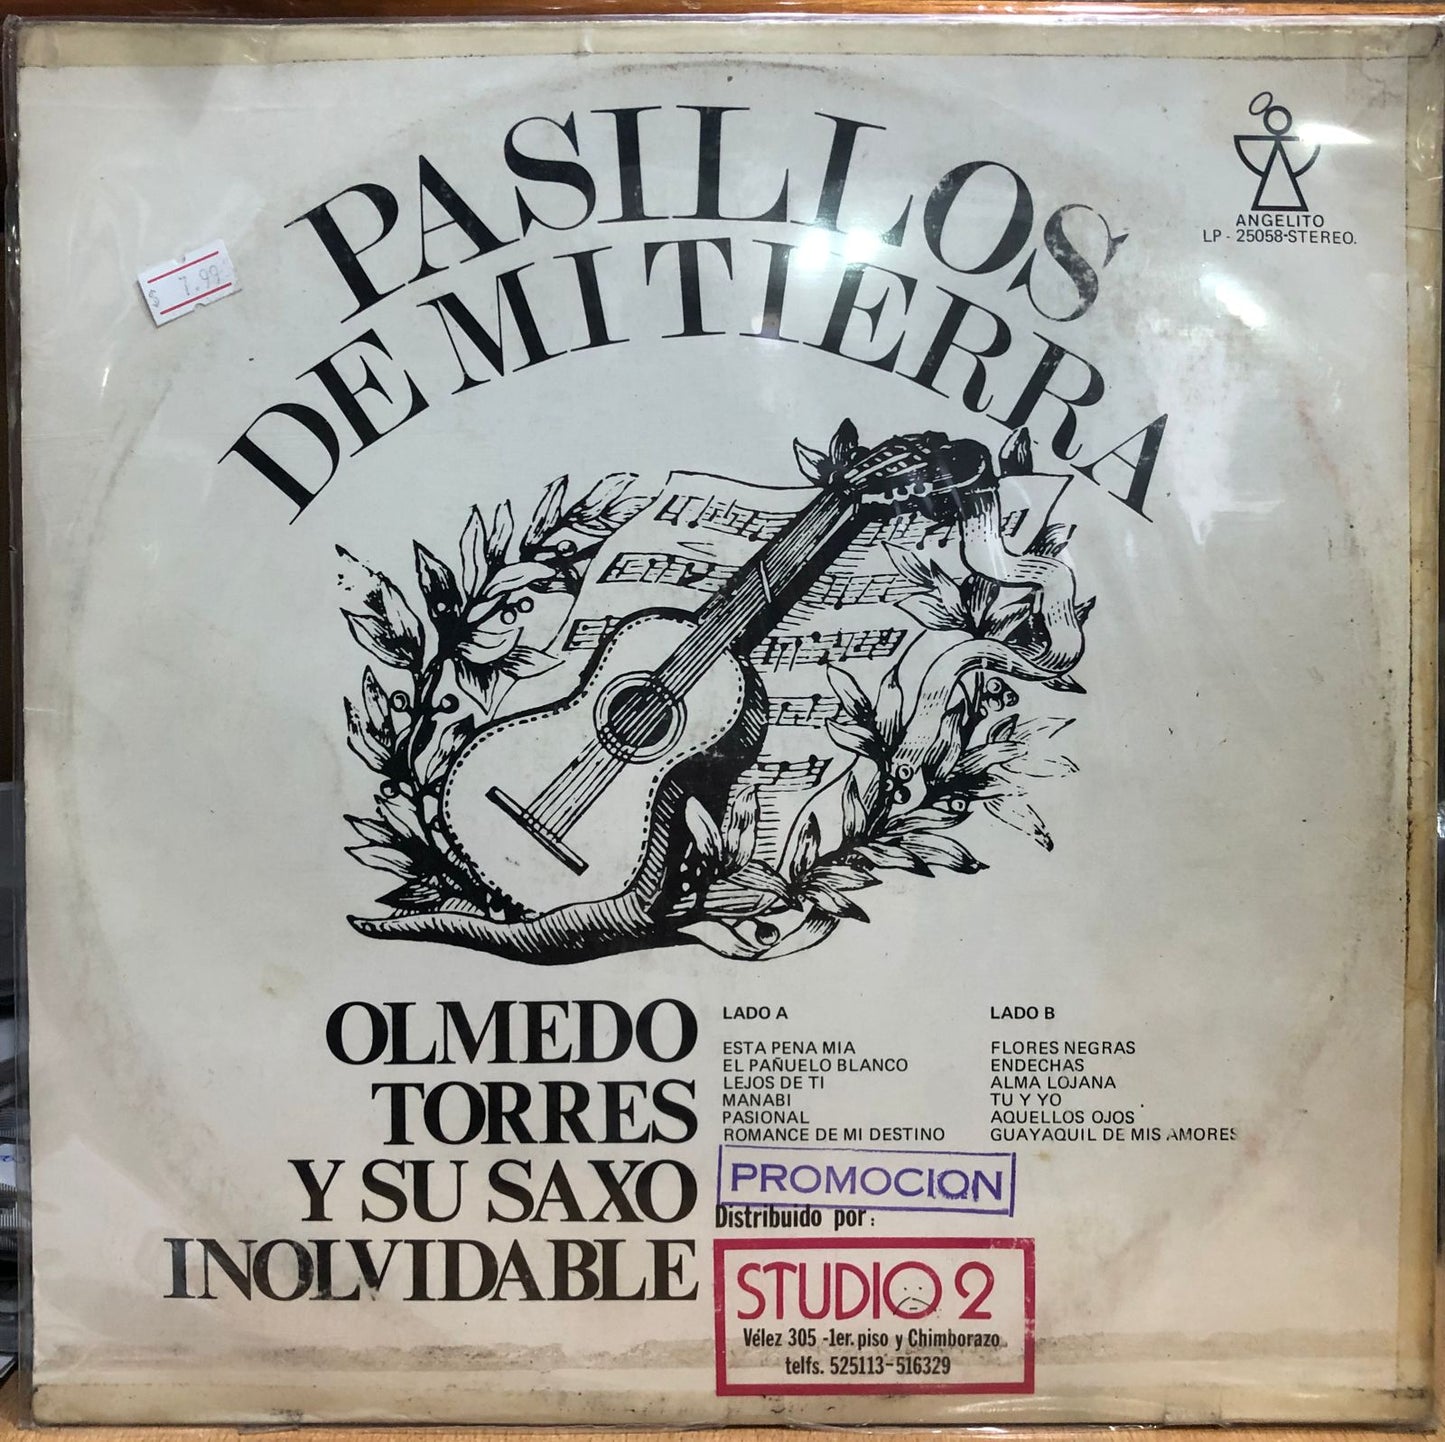 PASILLOS
DE MI TIERRA
ANGELITO
LP - 25058-STEREO.
$ 7.99
OLMEDO
TORRES
Y SU SAXO
INOLVIDABLE
LADO A
ESTA PENA MIA
EL PAÑUELO BLANCO
LEJOS DE TI
MANABI
PASIONAL
ROMANCE DE MI DESTINO
LADO B
FLORES NEGRAS
ENDECHAS
ALMA LOJANA
TU Y YO
AQUELLOS OJOS
GUAYAQUIL DE MIS AMORES
PROMOCION
Distribuido por:
STUDIO 2
Vélez 305 -1er. piso y Chimborazo
telfs. 525113-516329